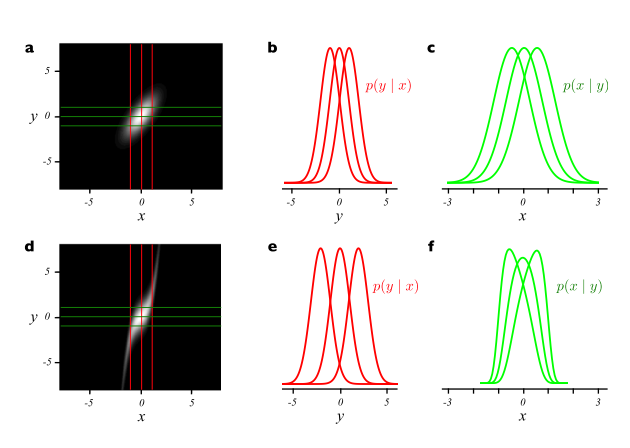 a
b
c
5
y 0
-5
-5 0 5
x
p(y | x)
-5 0 5
y
p(x | y)
-3 0 3
x
d
e
f
5
y 0
-5
-5 0 5
x
p(y | x)
-5 0 5
y
p(x | y)
-3 0 3
x